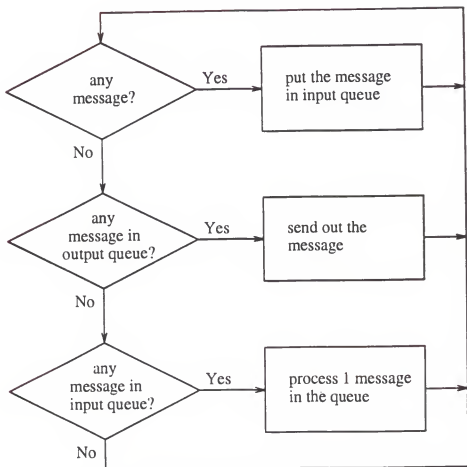 any
message?
Yes
put the message
in input queue
No
any
message in
output queue?
Yes
send out the
message
No
any
message in
input queue?
Yes
process 1 message
in the queue
No